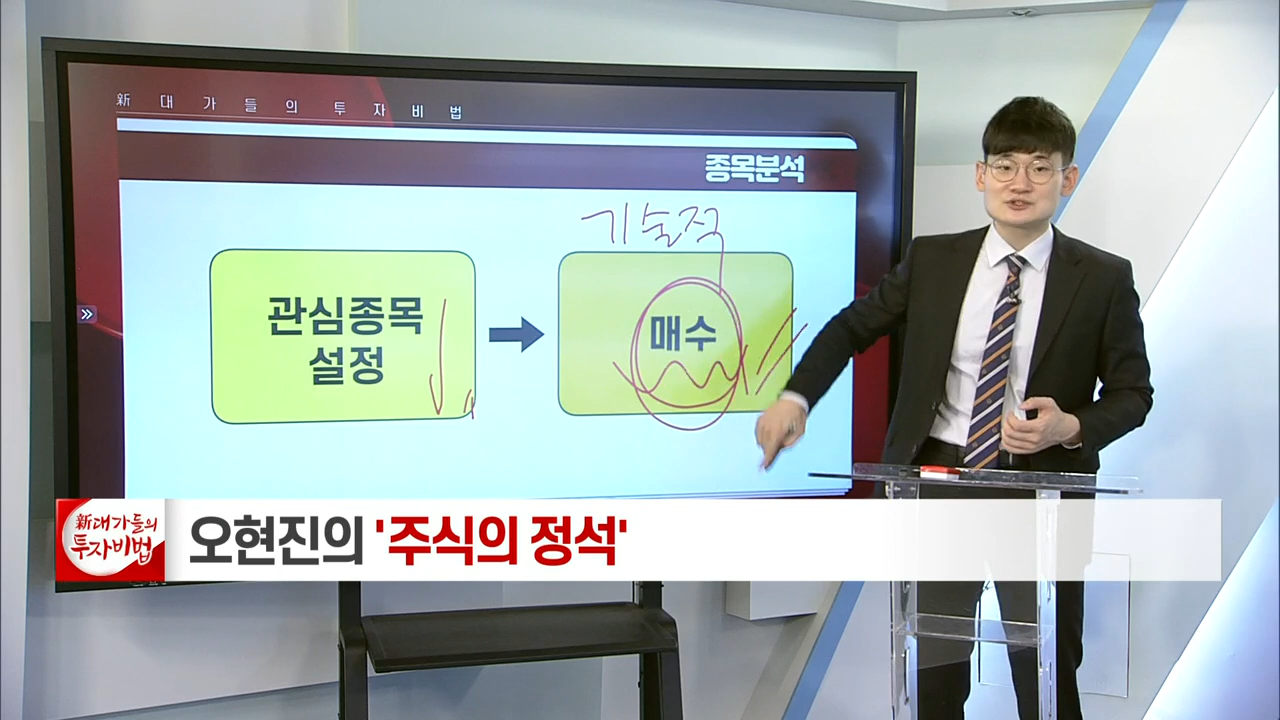 新 대 가 들 의 투 자 비 법
종목분석
기술적
관심종목
설정
매수
新대가들의
투자비법
오현진의 '주식의 정석'